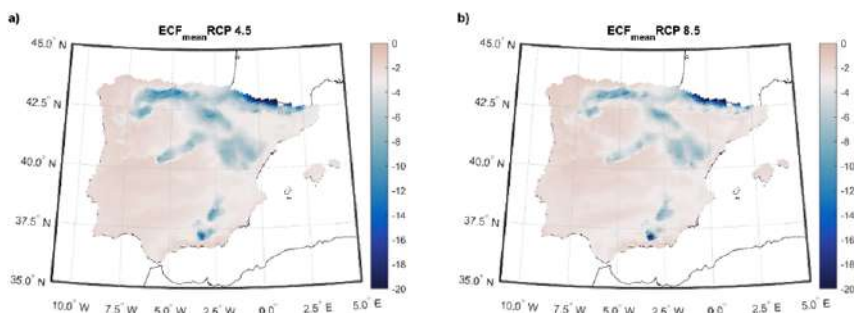 a)
ECFmean RCP 4.5
45.0° N
42.5° N
40.0° N
37.5° N
35.0° N
10.0° W 7.5° W 5.0° W 2.5° W 0.0° E 2.5° E 5.0° E
0
-2
-4
-6
-8
-10
-12
-14
-16
-18
-20
b)
ECFmean RCP 8.5
45.0° N
42.5° N
40.0° N
37.5° N
35.0° N
10.0° W 7.5° W 5.0° W 2.5° W 0.0° E 2.5° E 5.0° E
0
-2
-4
-6
-8
-10
-12
-14
-16
-18
-20